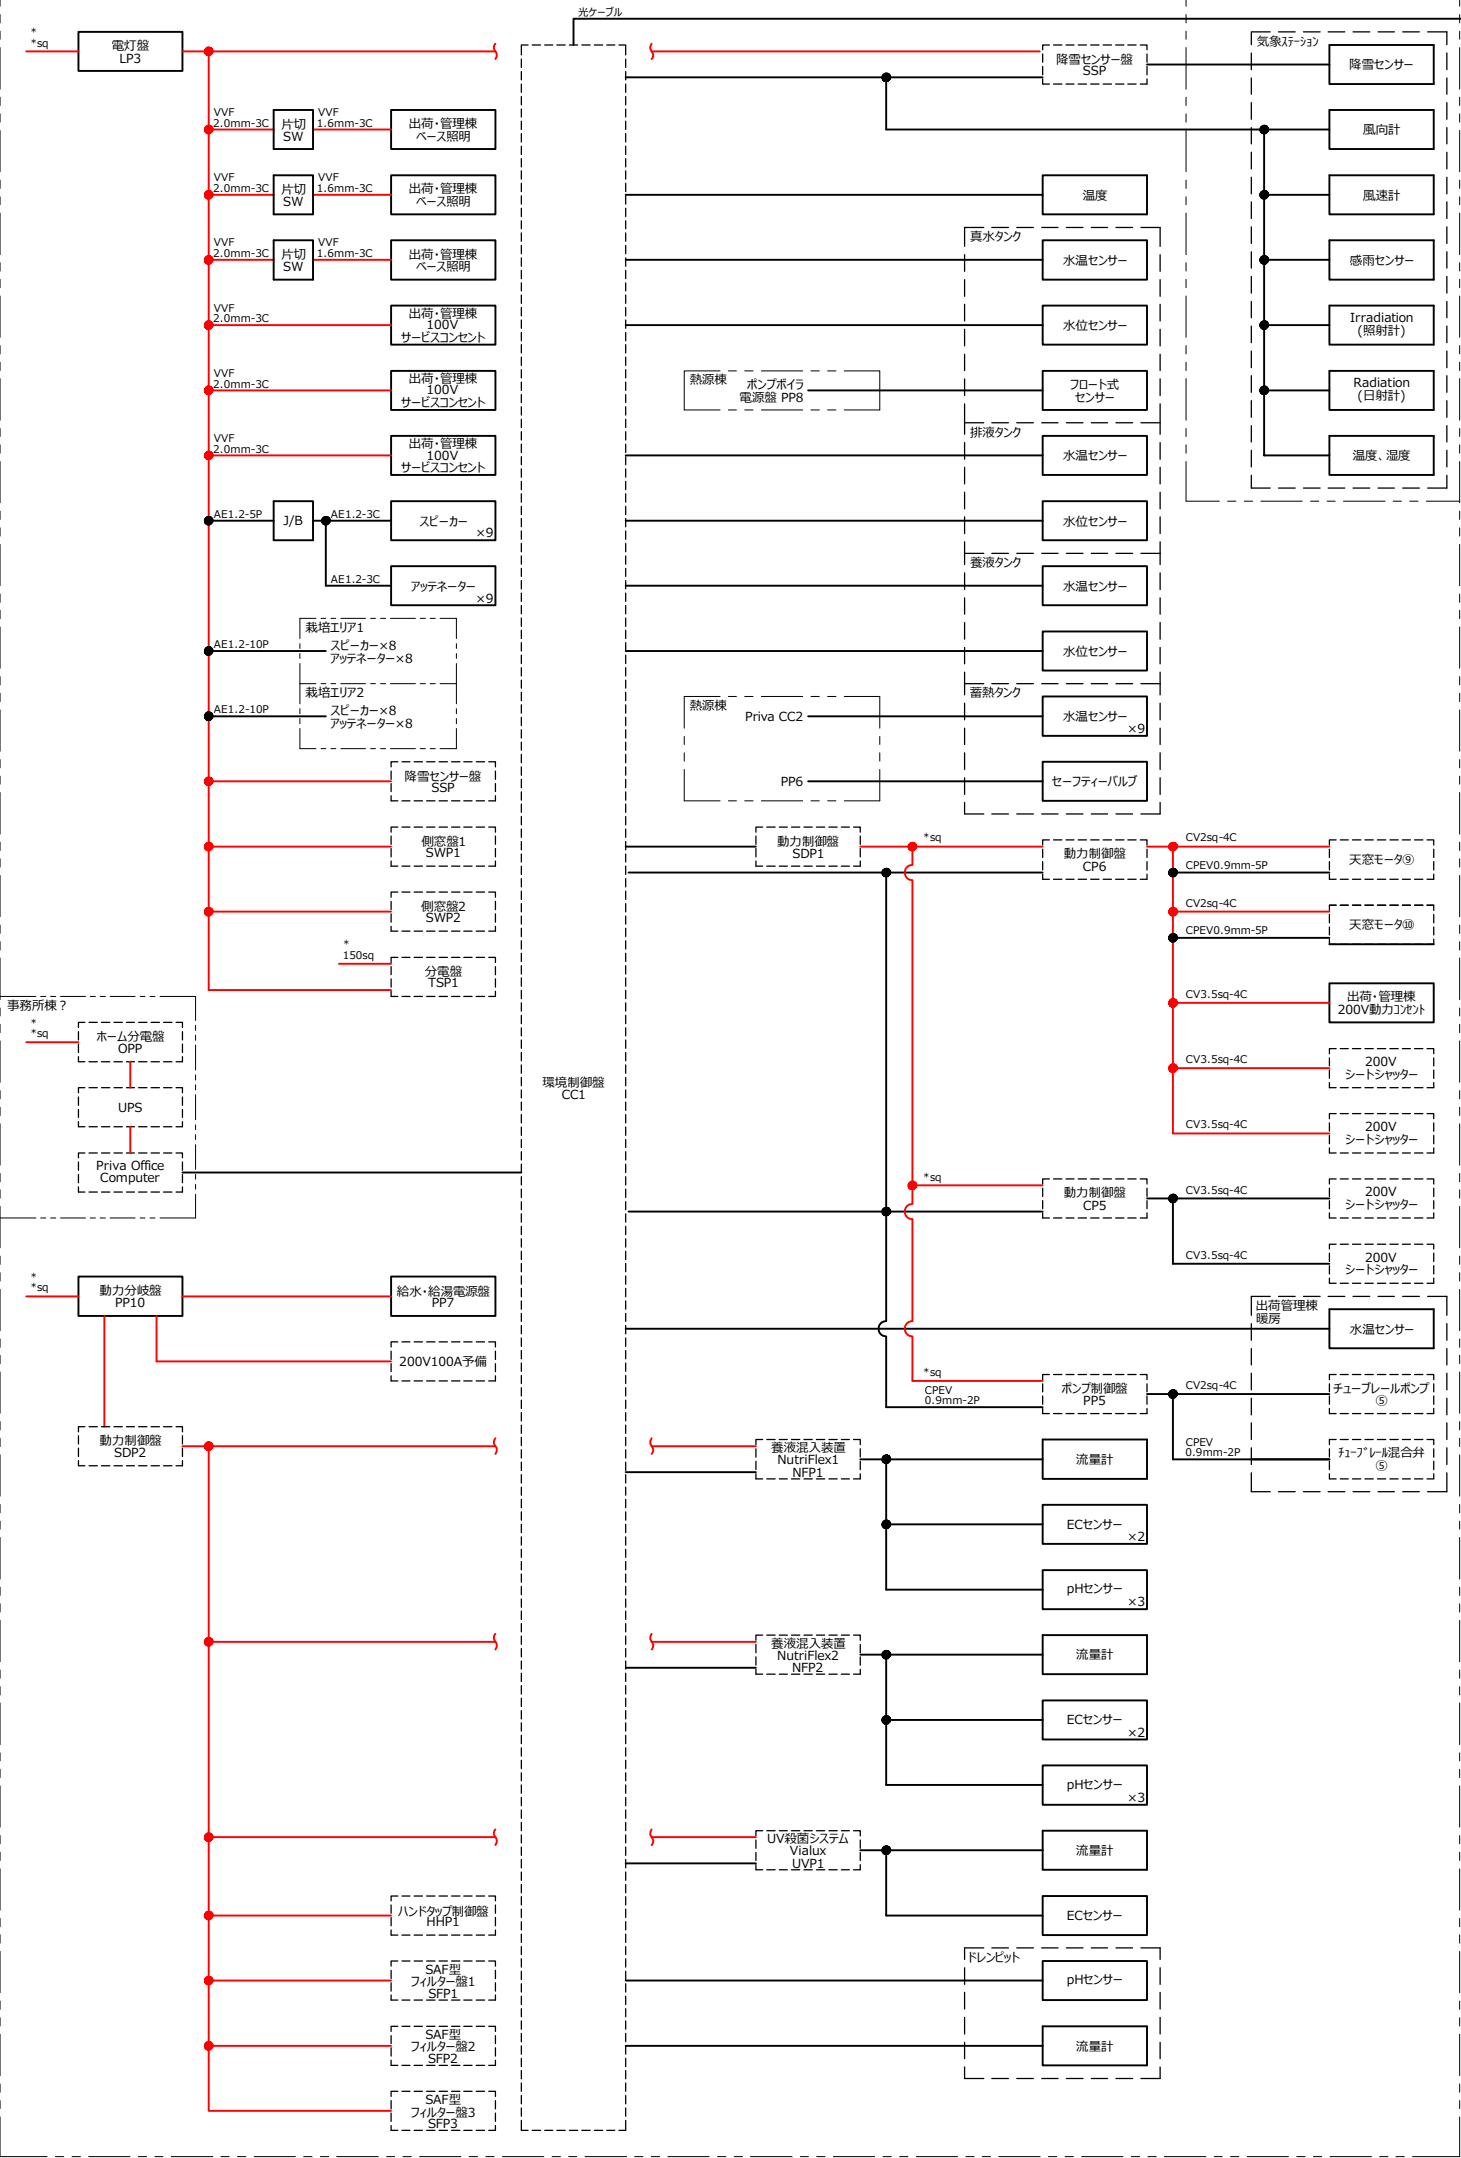 光ケーブル
*
*sq
電灯盤
LP3
VVF
2.0mm-3C
片切
SW
VVF
1.6mm-3C
出荷・管理棟
ベース照明
VVF
2.0mm-3C
片切
SW
VVF
1.6mm-3C
出荷・管理棟
ベース照明
VVF
2.0mm-3C
片切
SW
VVF
1.6mm-3C
出荷・管理棟
ベース照明
VVF
2.0mm-3C
出荷・管理棟
100V
サービスコンセント
VVF
2.0mm-3C
出荷・管理棟
100V
サービスコンセント
VVF
2.0mm-3C
出荷・管理棟
100V
サービスコンセント
AE1.2-5P
J/B
AE1.2-3C
スピーカー
×9
AE1.2-3C
アッテネーター
×9
AE1.2-10P
栽培エリア1
スピーカー×8
アッテネーター×8
AE1.2-10P
栽培エリア2
スピーカー×8
アッテネーター×8
降雪センサー盤
SSP
側窓盤1
SWP1
側窓盤2
SWP2
*
150sq
分電盤
TSP1
事務所棟？
*
*sq
ホーム分電盤
OPP
UPS
Priva Office
Computer
*
*sq
動力分岐盤
PP10
給水・給湯電源盤
PP7
200V100A予備
動力制御盤
SDP2
ハンドタップ制御盤
HHP1
SAF型
フィルター盤1
SFP1
SAF型
フィルター盤2
SFP2
SAF型
フィルター盤3
SFP3
環境制御盤
CC1
降雪センサー盤
SSP
気象ステーション
降雪センサー
風向計
風速計
感雨センサー
Irradiation
(照射計)
Radiation
(日射計)
温度、湿度
温度
真水タンク
水温センサー
水位センサー
熱源棟
ポンプボイラ
電源盤 PP8
フロート式
センサー
排液タンク
水温センサー
水位センサー
養液タンク
水温センサー
水位センサー
熱源棟
Priva CC2
PP6
蓄熱タンク
水温センサー
×9
セーフティーバルブ
動力制御盤
SDP1
*sq
動力制御盤
CP6
CV2sq-4C
CPEV0.9mm-5P
天窓モータ⑨
CV2sq-4C
CPEV0.9mm-5P
天窓モータ⑩
CV3.5sq-4C
出荷・管理棟
200V動力コンセント
CV3.5sq-4C
200V
シートシャッター
CV3.5sq-4C
200V
シートシャッター
*sq
動力制御盤
CP5
CV3.5sq-4C
200V
シートシャッター
CV3.5sq-4C
200V
シートシャッター
出荷管理棟
暖房
水温センサー
*sq
CPEV
0.9mm-2P
ポンプ制御盤
PP5
CV2sq-4C
チューブレールポンプ
⑤
CPEV
0.9mm-2P
チューブレール混合弁
⑤
養液混入装置
NutriFlex1
NFP1
流量計
ECセンサー
×2
pHセンサー
×3
養液混入装置
NutriFlex2
NFP2
流量計
ECセンサー
×2
pHセンサー
×3
UV殺菌システム
Vialux
UVP1
流量計
ECセンサー
ドレンピット
pHセンサー
流量計